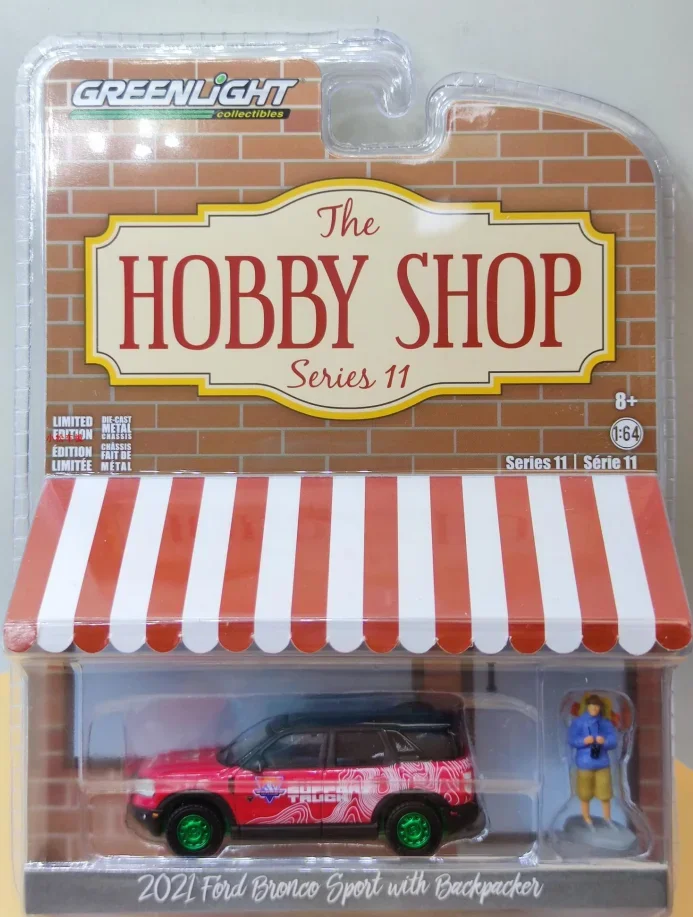 GREENLiGHT
collectibles
The
HOBBY SHOP
Series 11
8+
1:64
LIMITED
EDITION
ÉDITION
LIMITÉE
DIE-CAST
METAL
CHASSIS
CHÂSSIS
FAIT DE
MÉTAL
Series 11 | Série 11
2021 Ford Bronco Sport with Backpacker